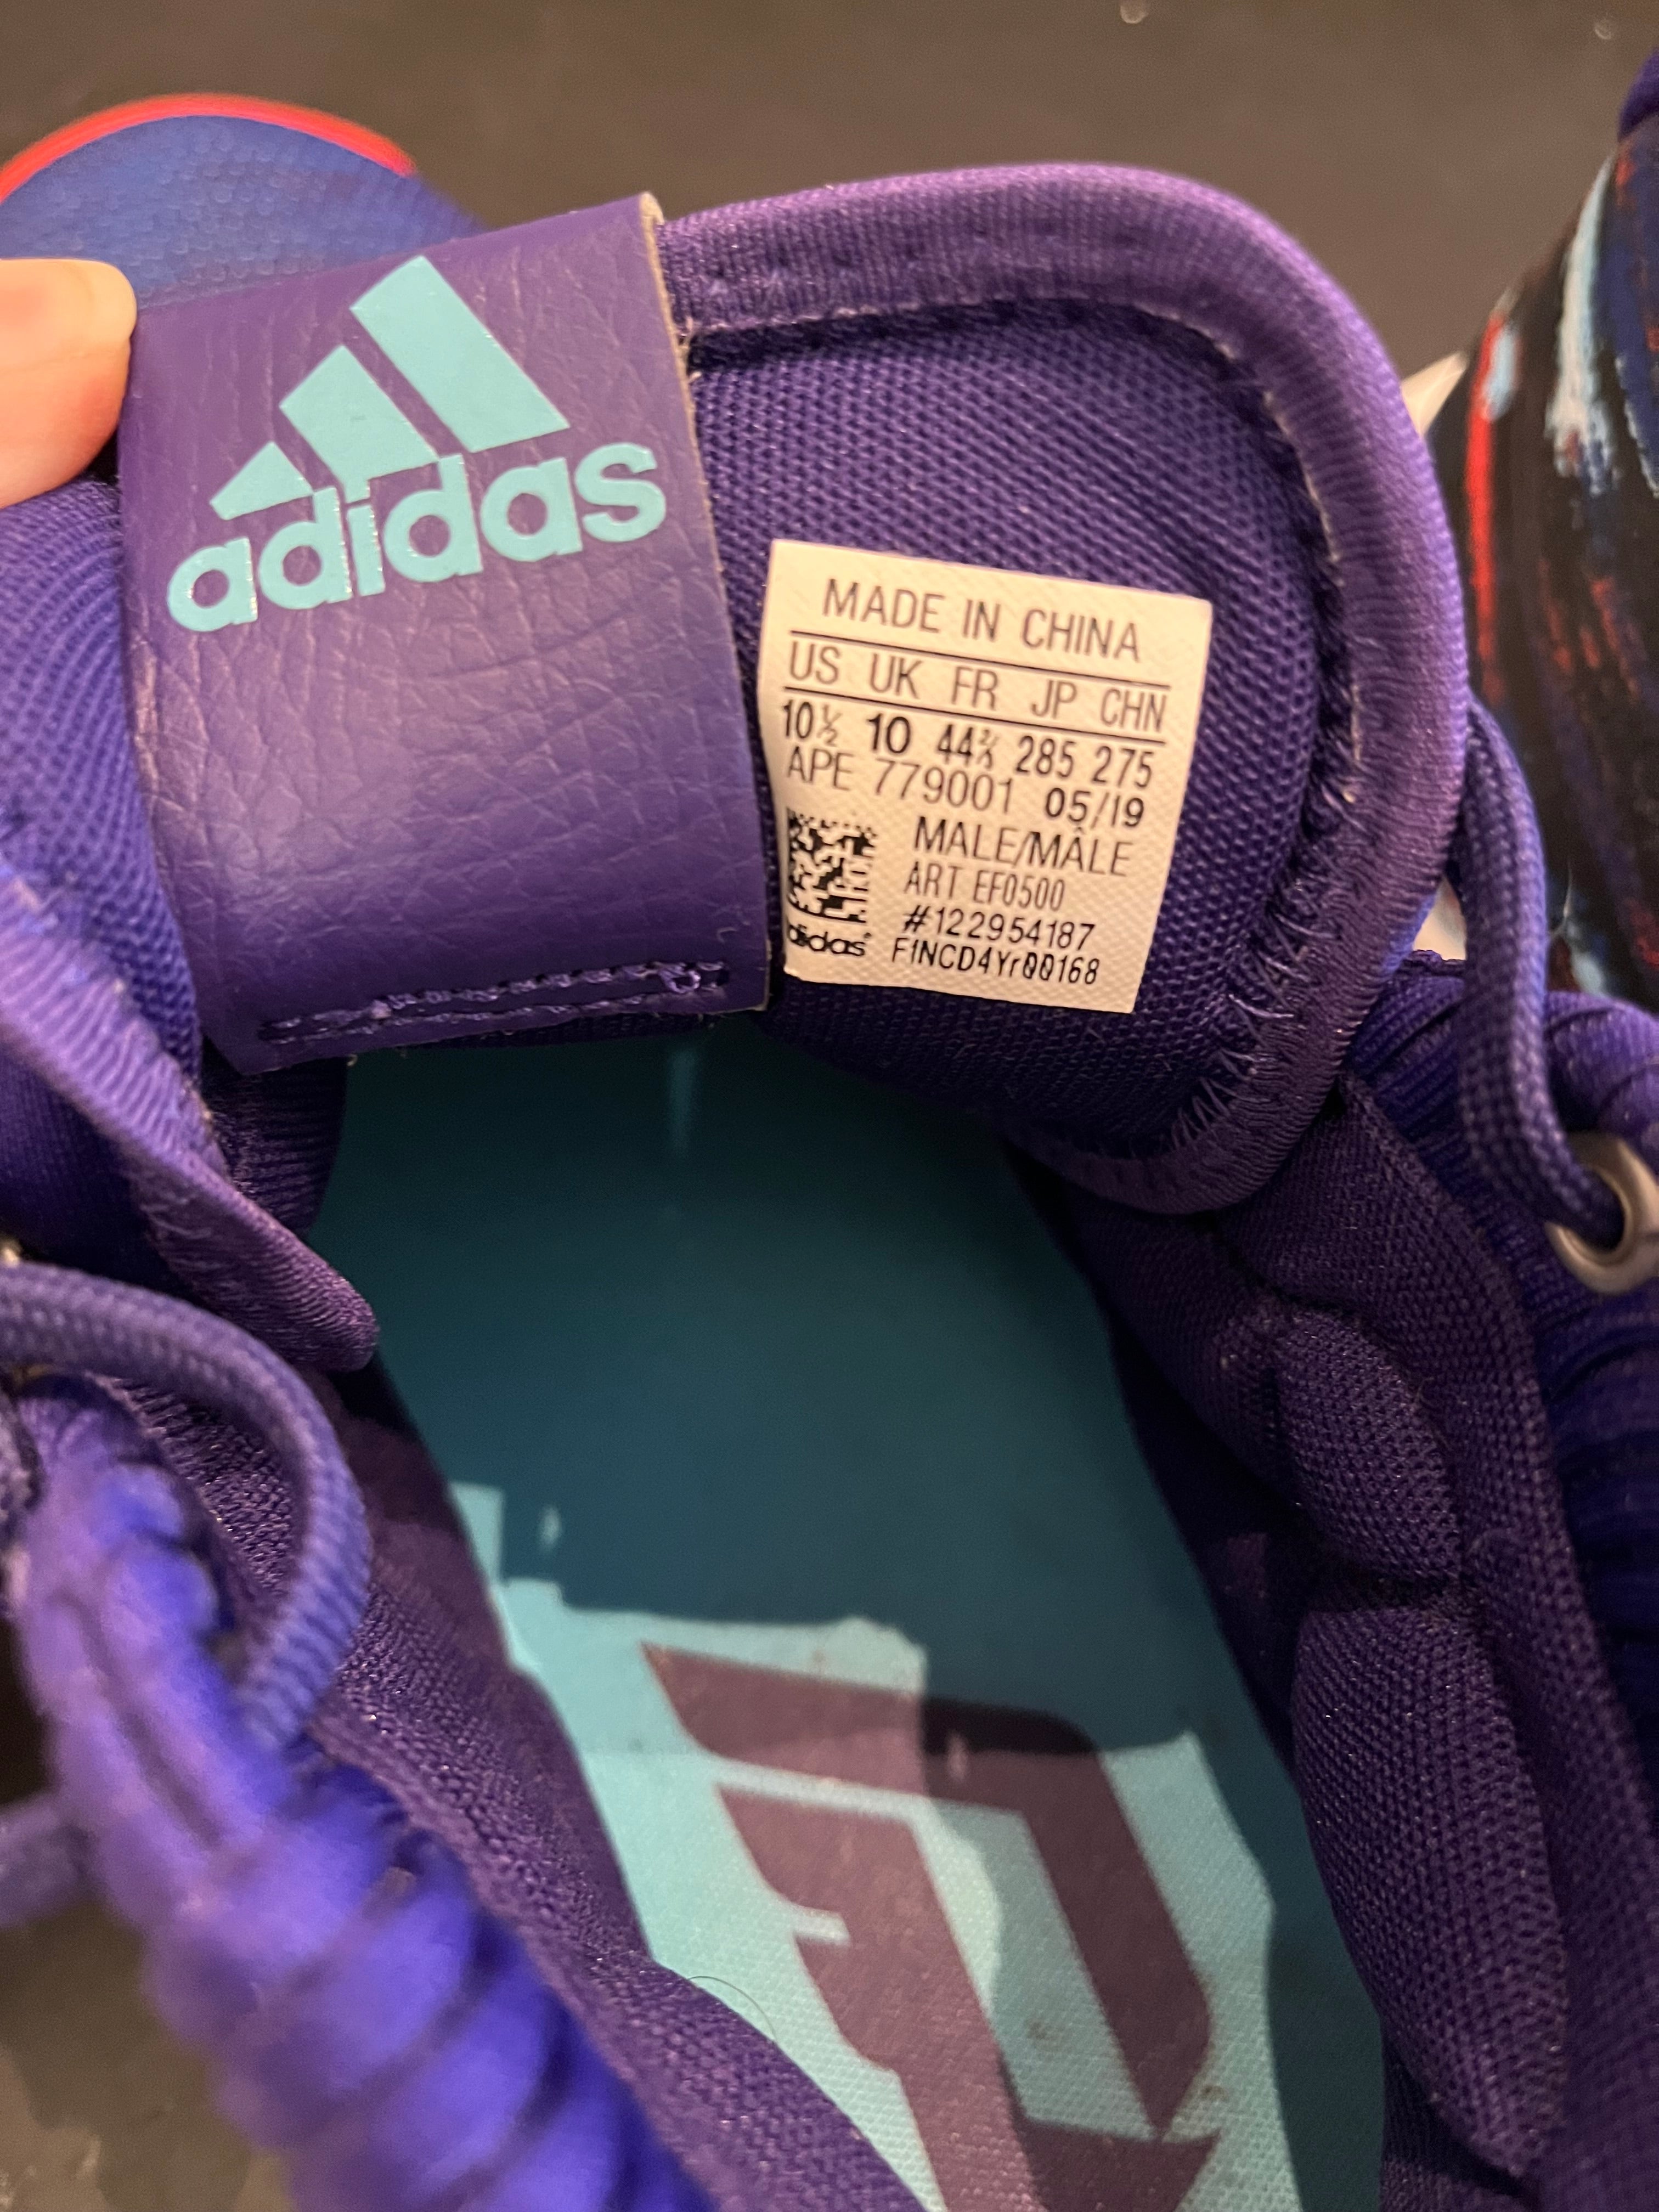 adidas
MADE IN CHINA
US UK FR JP CHN
10½ 10 44⅔ 285 275
APE 779001 05/19
MALE/MÂLE
ART EF0500
#122954187
adidas® F1NCD4Yr00168